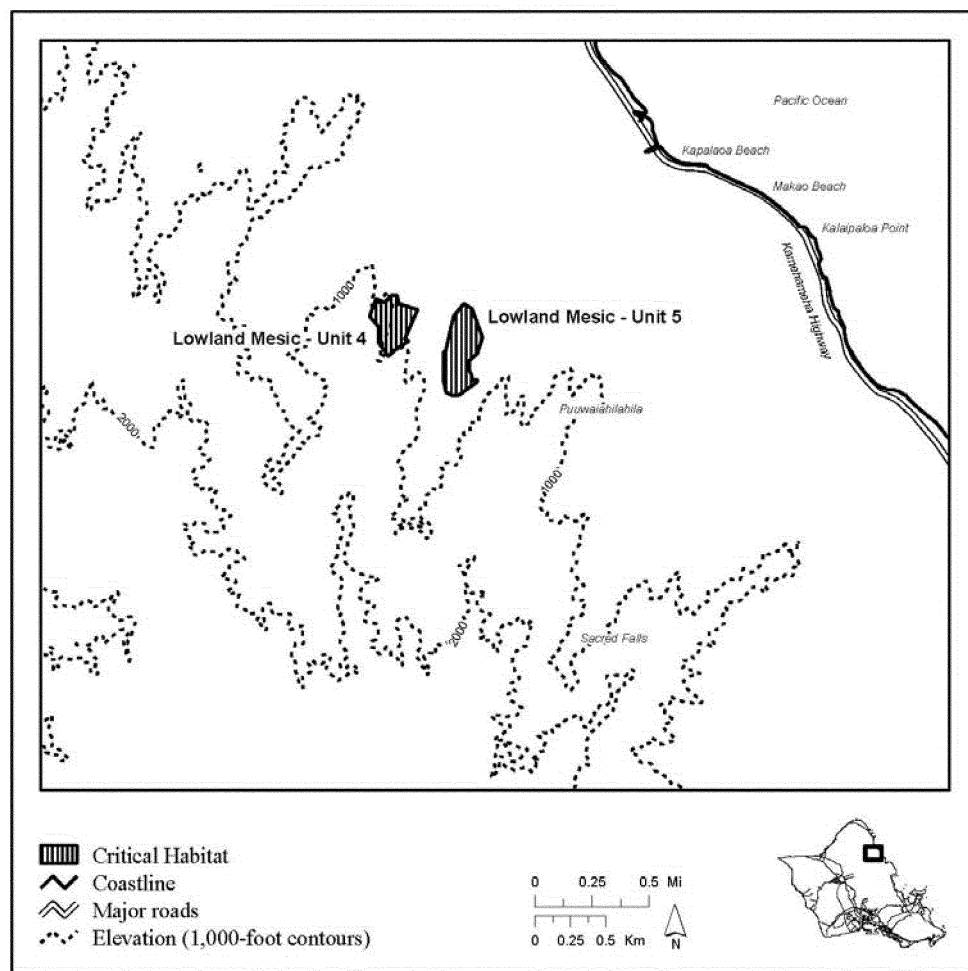 Pacific Ocean
Kapalaoa Beach
Makao Beach
Kalaipaloa Point
Kamehameha Highway
1000
Lowland Mesic - Unit 4
Lowland Mesic - Unit 5
2000
Puuwaiahilahila
1000
2000
Sacred Falls
Critical Habitat
Coastline
Major roads
Elevation (1,000-foot contours)
0 0.25 0.5 Mi
0 0.25 0.5 Km
N